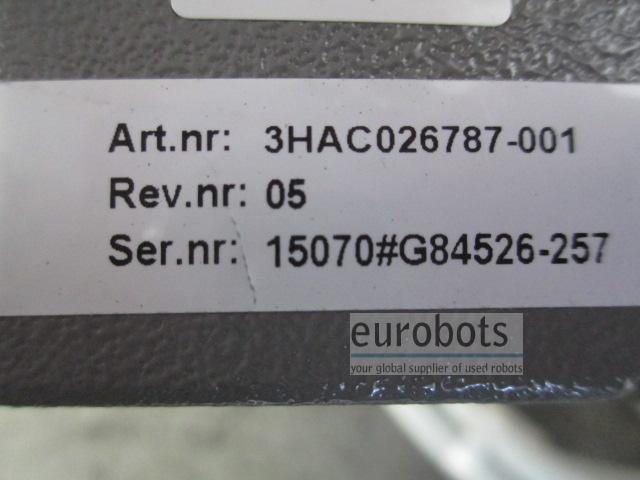 Art.nr: 3HAC026787-001
Rev.nr: 05
Ser.nr: 15070#G84526-257
eurobots
your global supplier of used robots